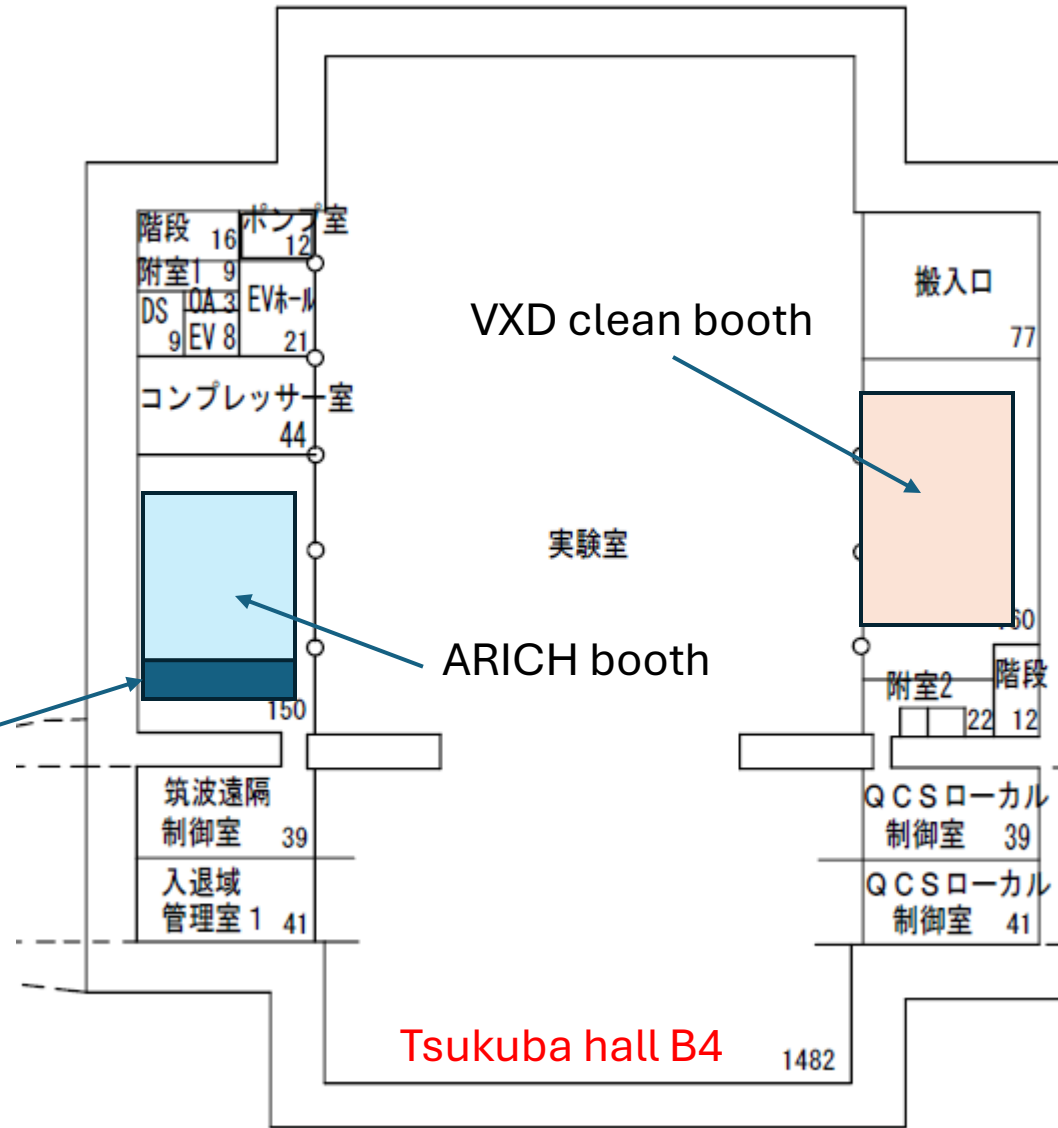 階段 16
ポンプ室
12
附室1 9
DS
9
OA 3
EV 8
EVホール
21
コンプレッサー室
44
搬入口
77
VXD clean booth
実験室
ARICH booth
150
60
附室2
22
階段
12
筑波遠隔
制御室 39
入退域
管理室1 41
QCSローカル
制御室 39
QCSローカル
制御室 41
Tsukuba hall B4
1482